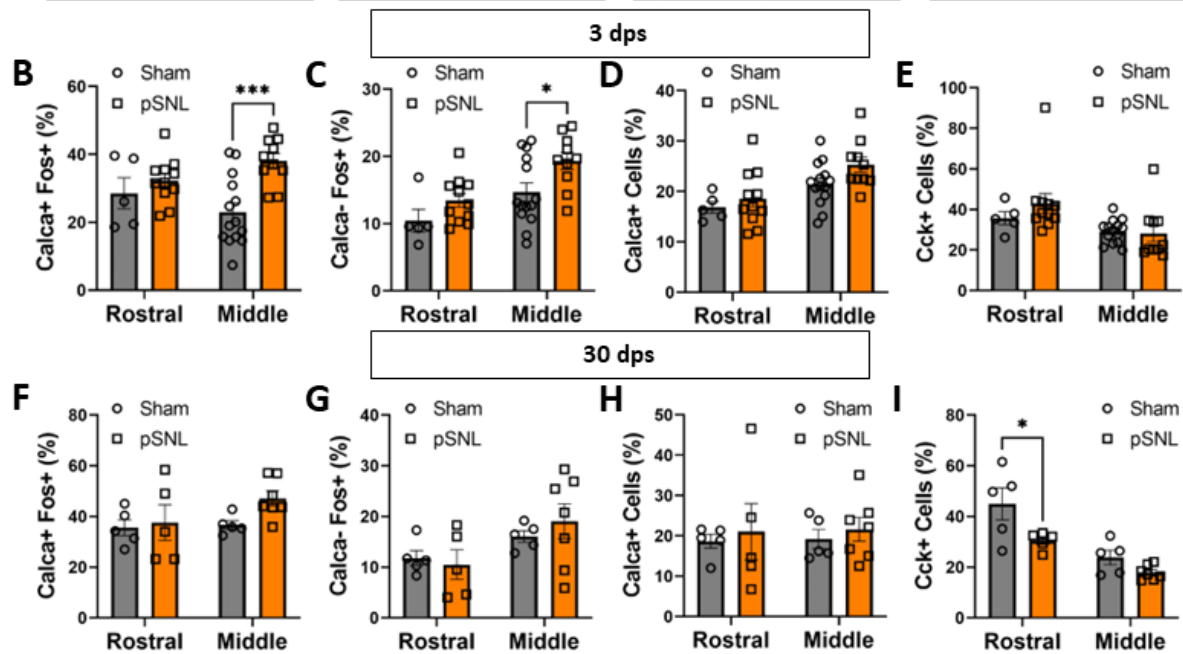 3 dps
B
Calca+ Fos+ (%)
60
40
20
0
Sham
pSNL
***
Rostral
Middle
C
Calca- Fos+ (%)
30
20
10
0
Sham
pSNL
*
Rostral
Middle
D
Calca+ Cells (%)
40
30
20
10
0
Sham
pSNL
Rostral
Middle
E
Cck+ Cells (%)
100
80
60
40
20
0
Sham
pSNL
Rostral
Middle
30 dps
F
Calca+ Fos+ (%)
80
60
40
20
0
Sham
pSNL
Rostral
Middle
G
Calca- Fos+ (%)
40
30
20
10
0
Sham
pSNL
Rostral
Middle
H
Calca+ Cells (%)
50
40
30
20
10
0
Sham
pSNL
Rostral
Middle
I
Cck+ Cells (%)
80
60
40
20
0
Sham
pSNL
*
Rostral
Middle